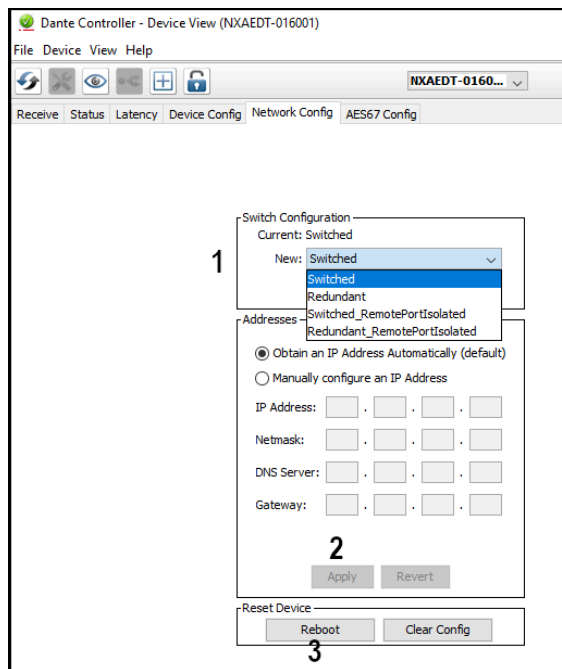 Dante Controller - Device View (NXAEDT-016001)
File Device View Help
NXAEDT-0160...
Receive Status Latency Device Config Network Config AES67 Config
Switch Configuration
Current: Switched
1
New: Switched
Switched
Redundant
Switched_RemotePortIsolated
Redundant_RemotePortIsolated
Addresses
Obtain an IP Address Automatically (default)
Manually configure an IP Address
IP Address: . . .
Netmask: . . .
DNS Server: . . .
Gateway: . . .
2
Apply Revert
Reset Device
Reboot Clear Config
3